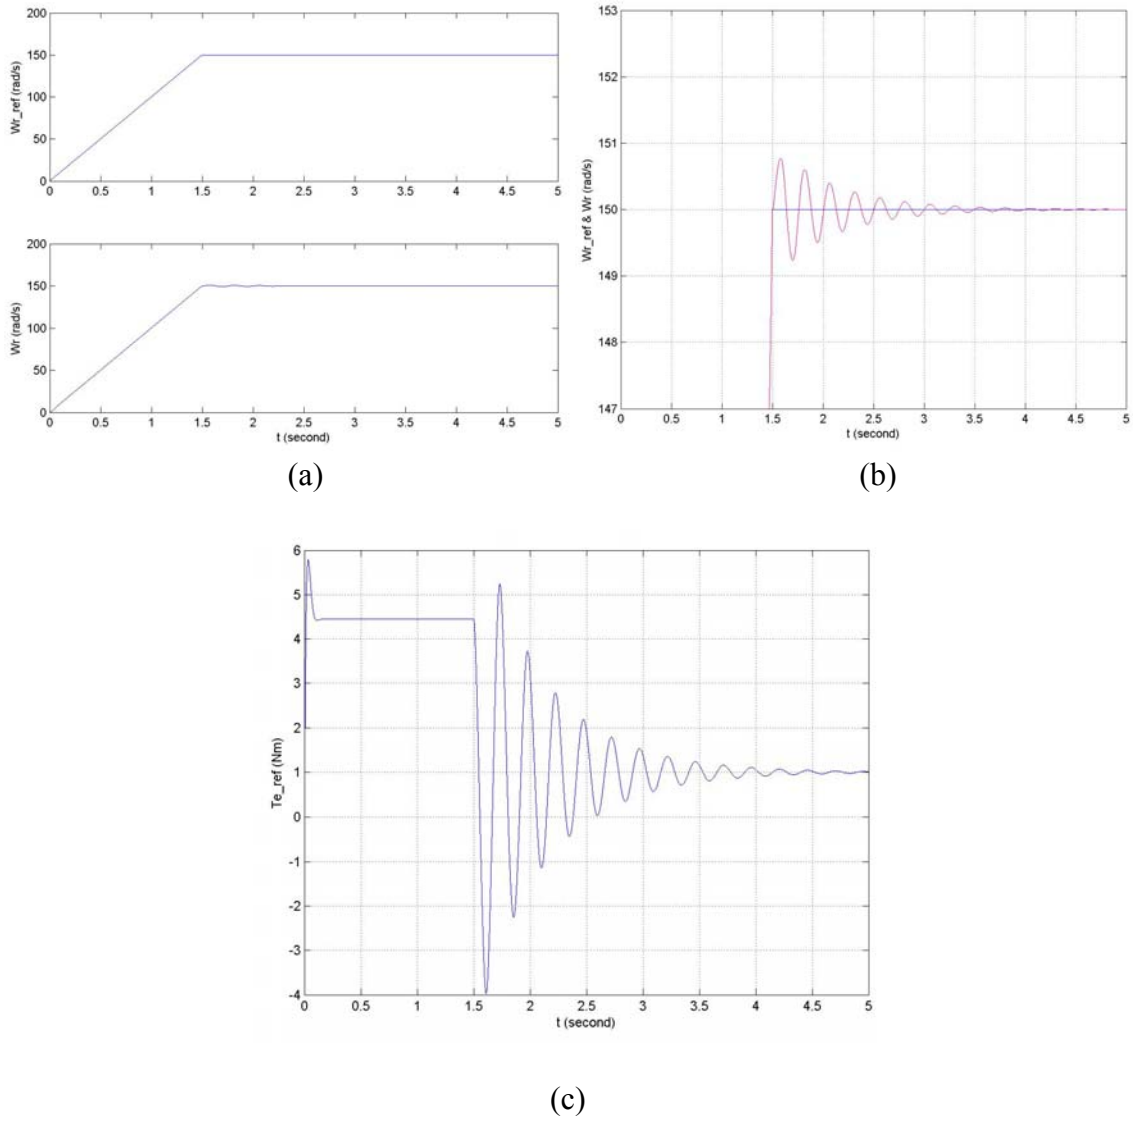 200
150
100
50
0
Wr_ref (rad/s)
0 0.5 1 1.5 2 2.5 3 3.5 4 4.5 5
200
150
100
50
0
Wr (rad/s)
0 0.5 1 1.5 2 2.5 3 3.5 4 4.5 5
t (second)
(a)
153
152
151
150
149
148
147
Wr_ref & Wr (rad/s)
0 0.5 1 1.5 2 2.5 3 3.5 4 4.5 5
t (second)
(b)
6
5
4
3
2
1
0
-1
-2
-3
-4
Te_ref (Nm)
0 0.5 1 1.5 2 2.5 3 3.5 4 4.5 5
t (second)
(c)